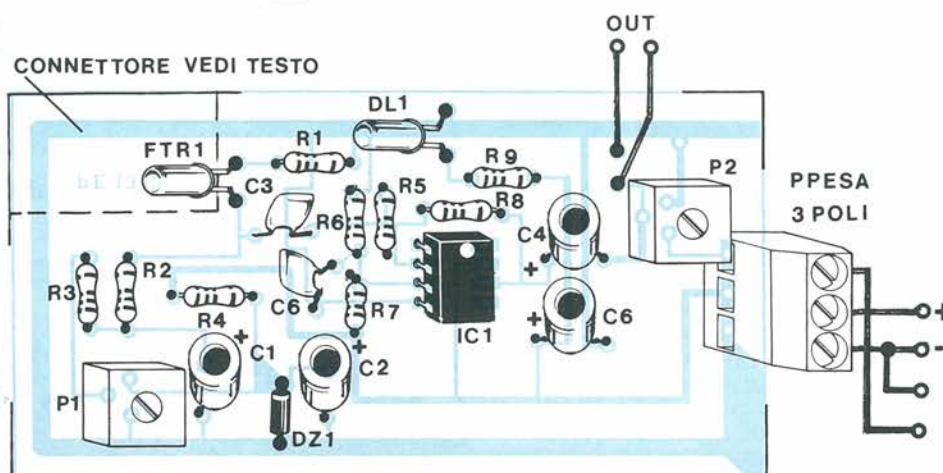 OUT
CONNETTORE VEDI TESTO
DL1
FTR1
R1
R9
P2
C3
PPESA
3 POLI
R6
R5
R8
C4
+
R3
R2
R4
C6
R7
IC1
+
C6
+
-
+
C1
+
C2
P1
DZ1